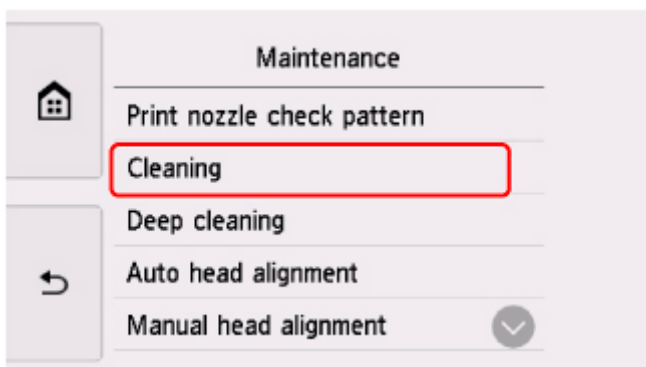 Maintenance
Print nozzle check pattern
Cleaning
Deep cleaning
Auto head alignment
Manual head alignment